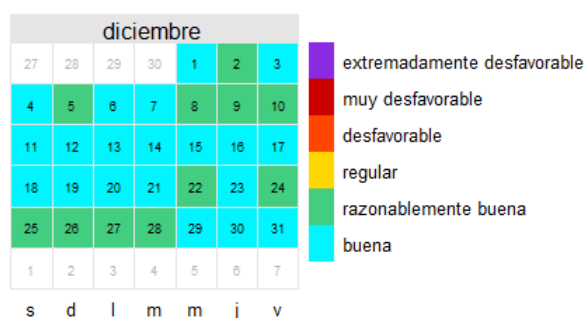 diciembre
27 28 29 30 1 2 3
4 5 6 7 8 9 10
11 12 13 14 15 16 17
18 19 20 21 22 23 24
25 26 27 28 29 30 31
1 2 3 4 5 6 7
s d l m m j v
extremadamente desfavorable
muy desfavorable
desfavorable
regular
razonablemente buena
buena